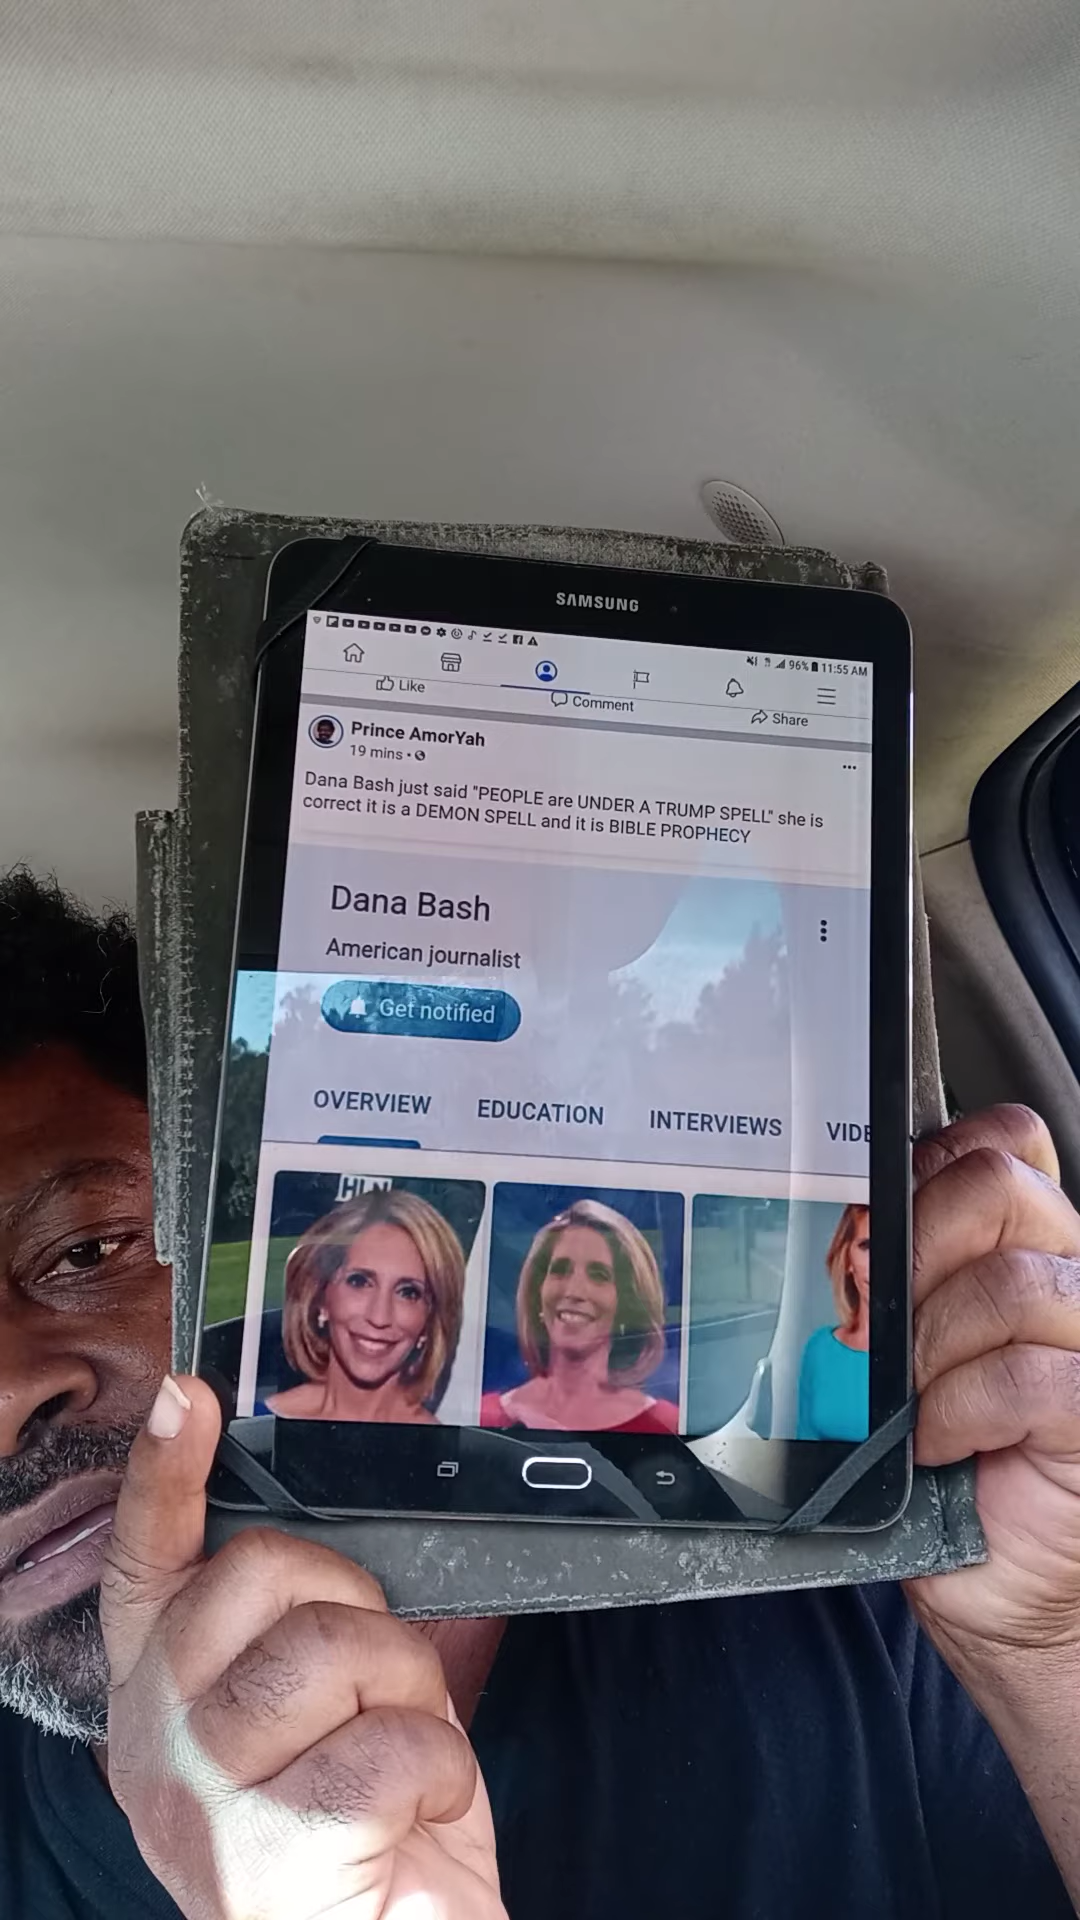 SAMSUNG
96% 11:55 AM
Like
Comment
Share
Prince AmorYah
19 mins •
Dana Bash just said "PEOPLE are UNDER A TRUMP SPELL" she is
correct it is a DEMON SPELL and it is BIBLE PROPHECY
Dana Bash
American journalist
Get notified
OVERVIEW EDUCATION INTERVIEWS VIDE
HLN